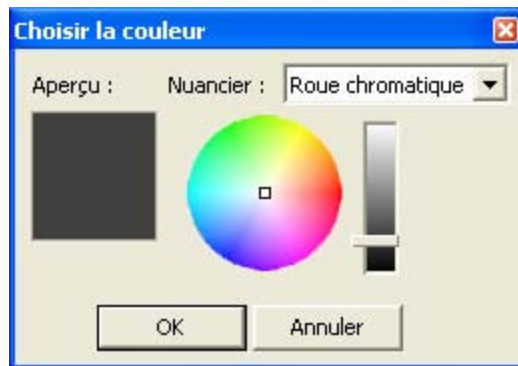 Choisir la couleur
Aperçu : Nuancier : Roue chromatique
OK Annuler